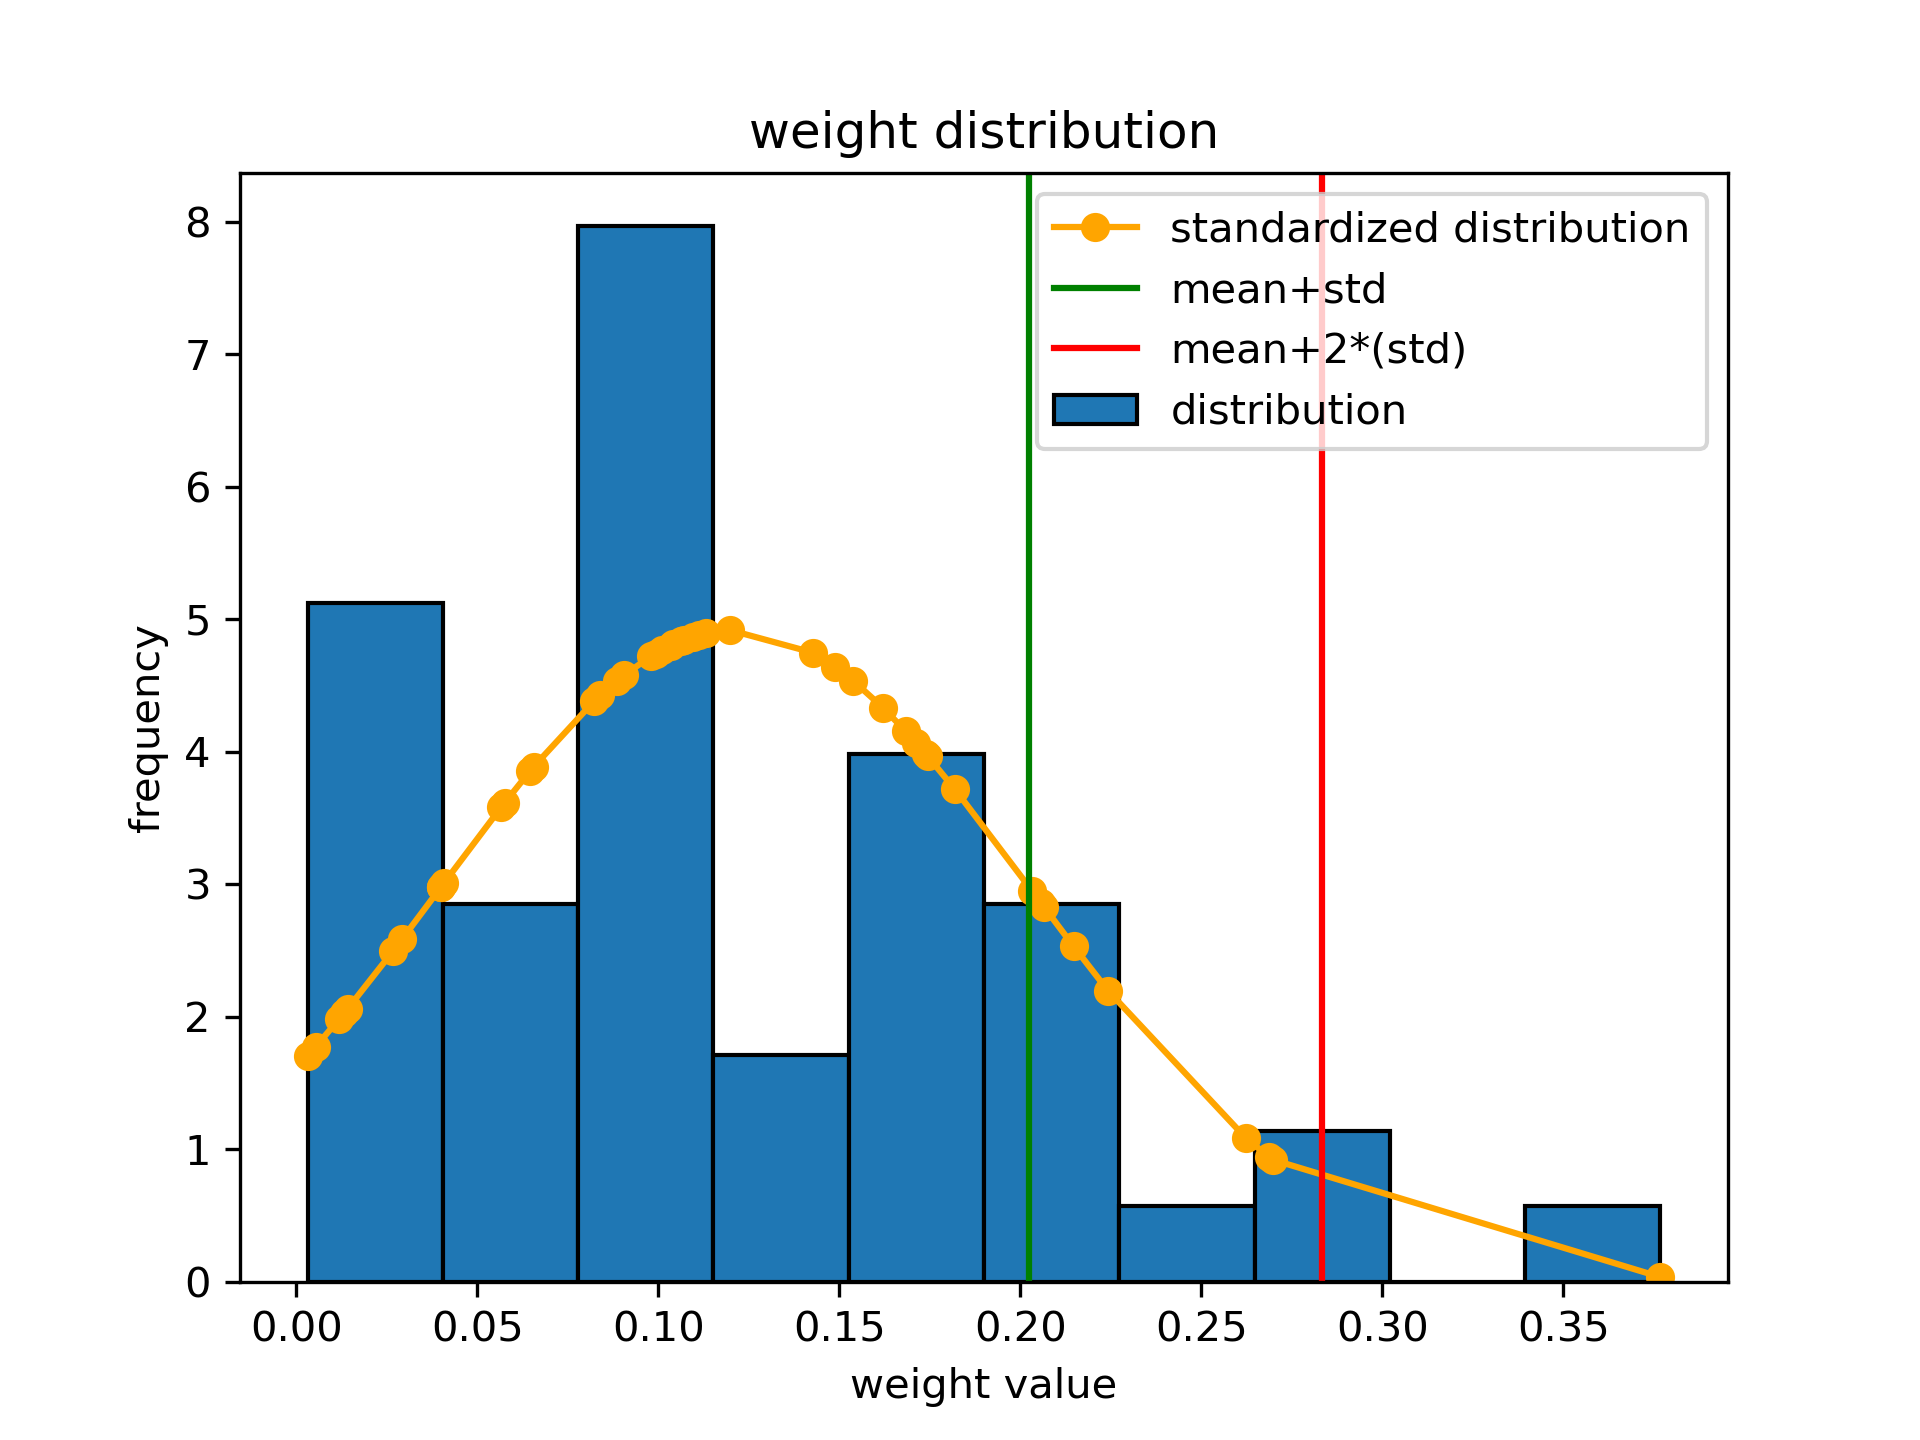 weight distribution
standardized distribution
mean+std
mean+2*(std)
distribution
8
7
6
5
4
3
2
1
0
frequency
0.00 0.05 0.10 0.15 0.20 0.25 0.30 0.35
weight value